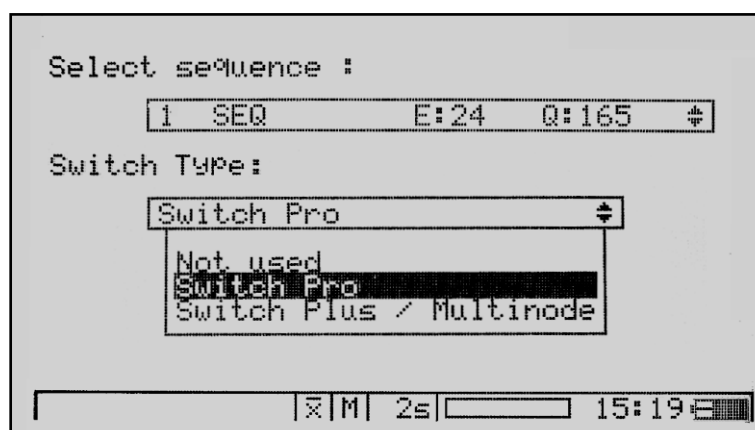 Select sequence :
1 SEQ E:24 Q:165
Switch Type:
Switch Pro
Not used
Switch Pro
Switch Plus / Multinode
x̅ M 2s 15:19